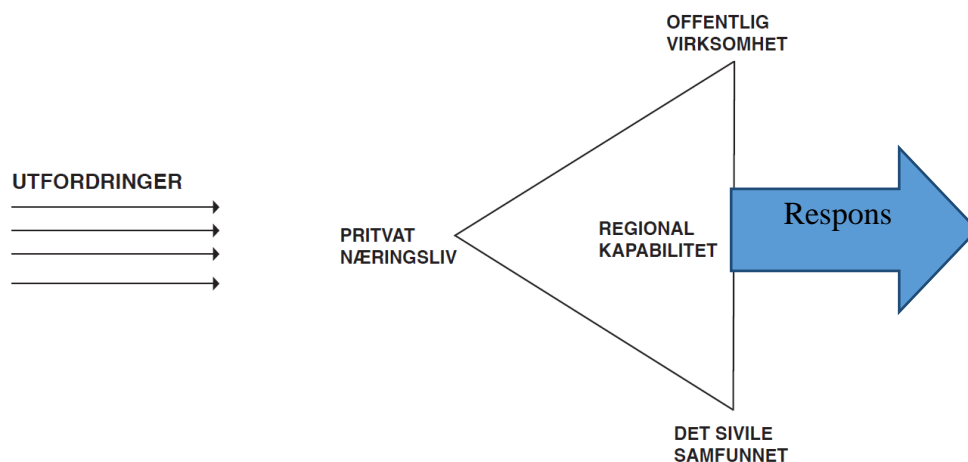 OFFENTLIG
VIRKSOMHET
UTFORDRINGER
PRITVAT
NÆRINGSLIV
REGIONAL
KAPABILITET
Respons
DET SIVILE
SAMFUNNET